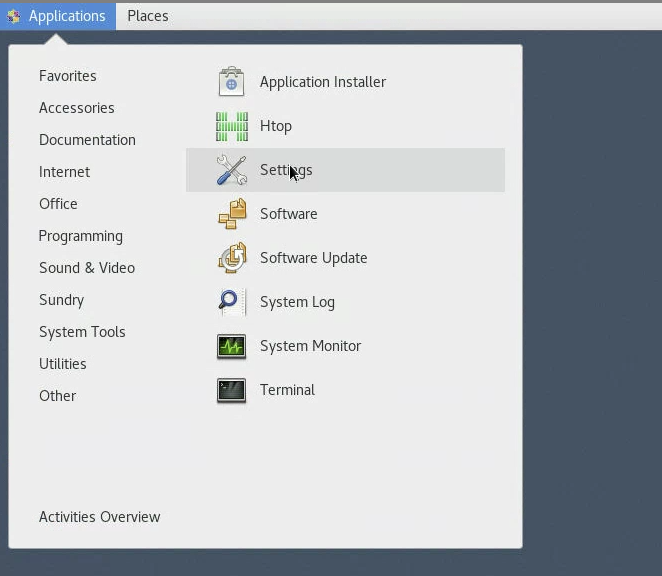 Applications Places
Favorites
Accessories
Documentation
Internet
Office
Programming
Sound & Video
Sundry
System Tools
Utilities
Other
Activities Overview
Application Installer
Htop
Settings
Software
Software Update
System Log
System Monitor
Terminal